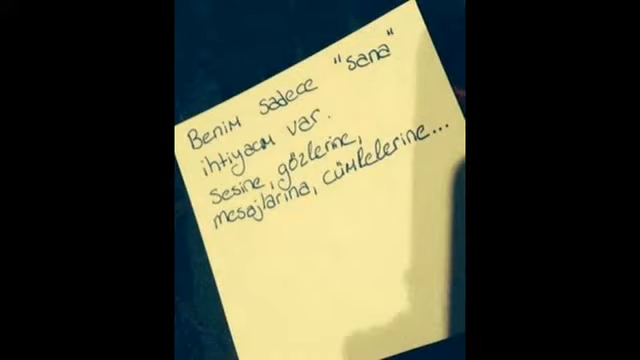 Benim sadece "sana"
ihtiyacım var.
Sesine, gözlerine,
mesajlarına, cümlelerine...